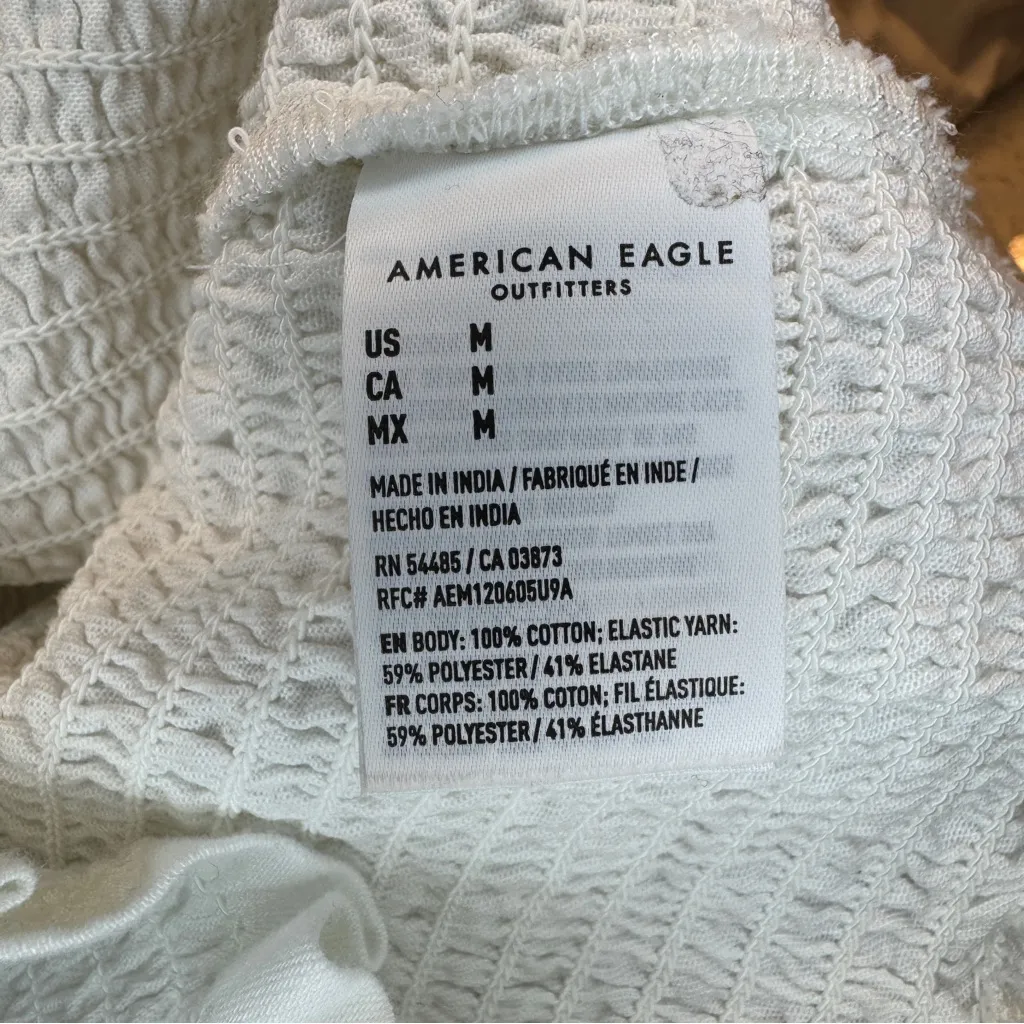 AMERICAN EAGLE
OUTFITTERS
US M
CA M
MX M
MADE IN INDIA / FABRIQUÉ EN INDE /
HECHO EN INDIA
RN 54485 / CA 03873
RFC# AEM120605U9A
EN BODY: 100% COTTON; ELASTIC YARN:
59% POLYESTER / 41% ELASTANE
FR CORPS: 100% COTON; FIL ÉLASTIQUE:
59% POLYESTER / 41% ÉLASTHANNE